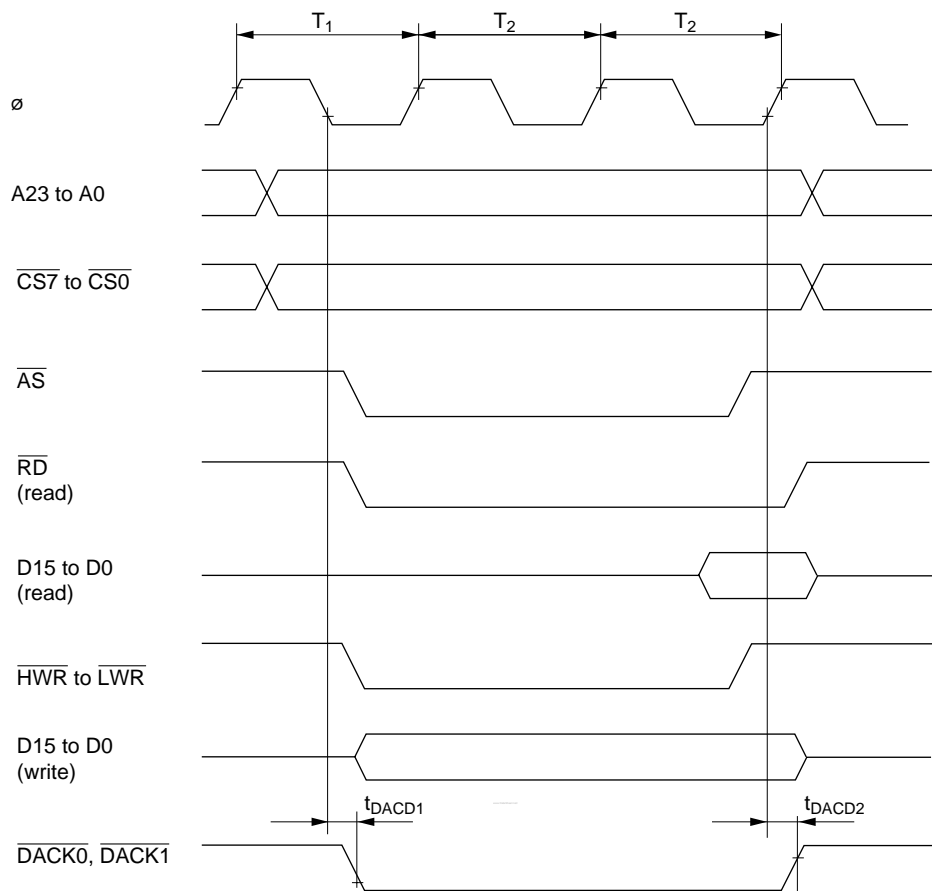 T1 T2 T2
ø
A23 to A0
CS7 to CS0
AS
RD
(read)
D15 to D0
(read)
HWR to LWR
D15 to D0
(write)
tDACD1 tDACD2
DACK0, DACK1